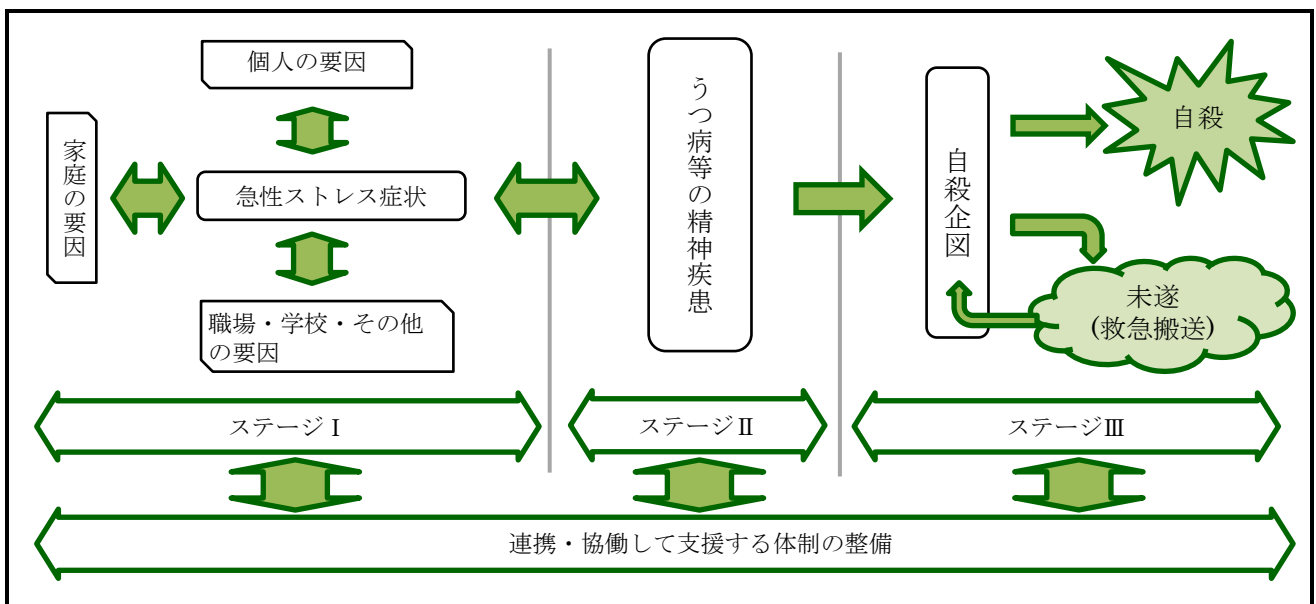 個人の要因
家庭の要因
急性ストレス症状
職場・学校・その他
の要因
うつ病等の精神疾患
自殺企図
自殺
未遂
(救急搬送)
ステージⅠ
ステージⅡ
ステージⅢ
連携・協働して支援する体制の整備